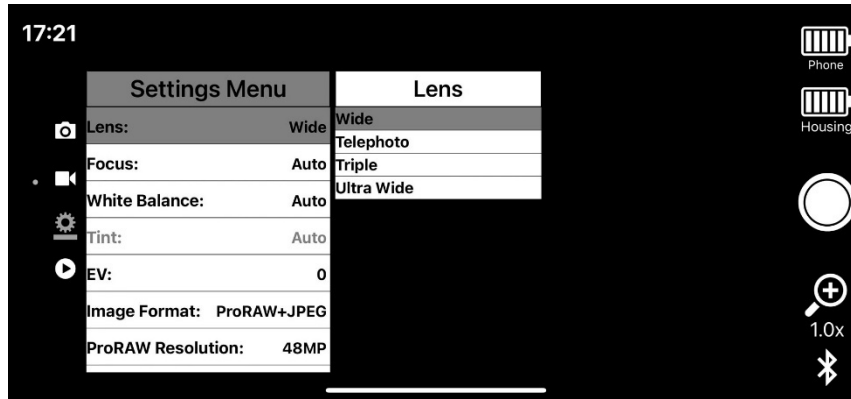 17:21
Phone
Housing
Settings Menu
Lens: Wide
Focus: Auto
White Balance: Auto
Tint: Auto
EV: 0
Image Format: ProRAW+JPEG
ProRAW Resolution: 48MP
Lens
Wide
Telephoto
Triple
Ultra Wide
1.0x